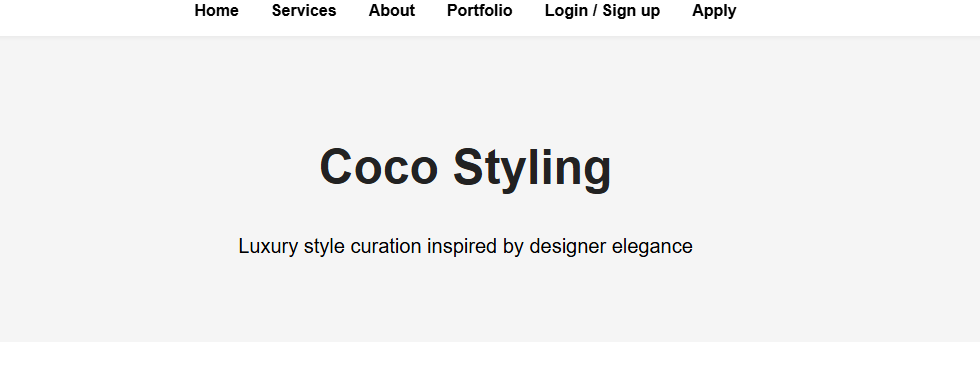 Home Services About Portfolio Login / Sign up Apply
Coco Styling
Luxury style curation inspired by designer elegance